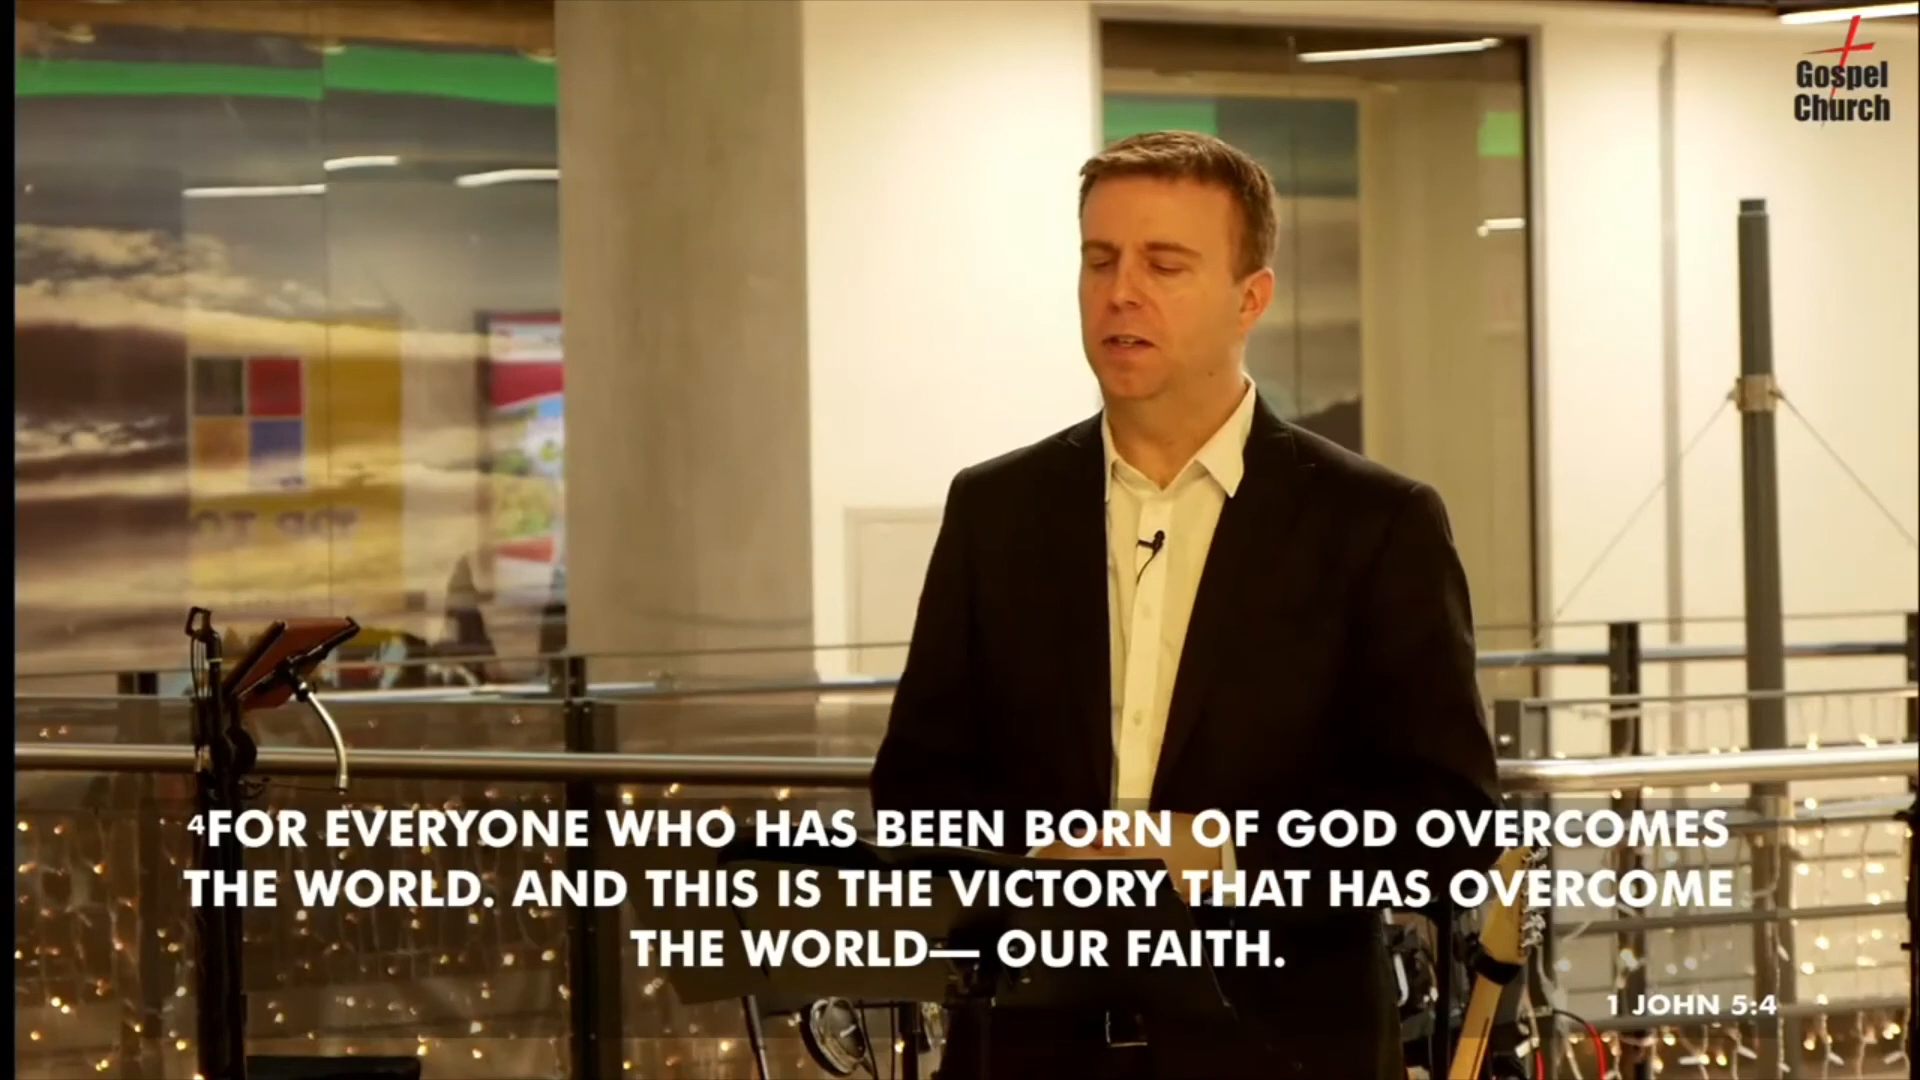 Gospel
Church
⁴FOR EVERYONE WHO HAS BEEN BORN OF GOD OVERCOMES
THE WORLD. AND THIS IS THE VICTORY THAT HAS OVERCOME
THE WORLD— OUR FAITH.
1 JOHN 5:4